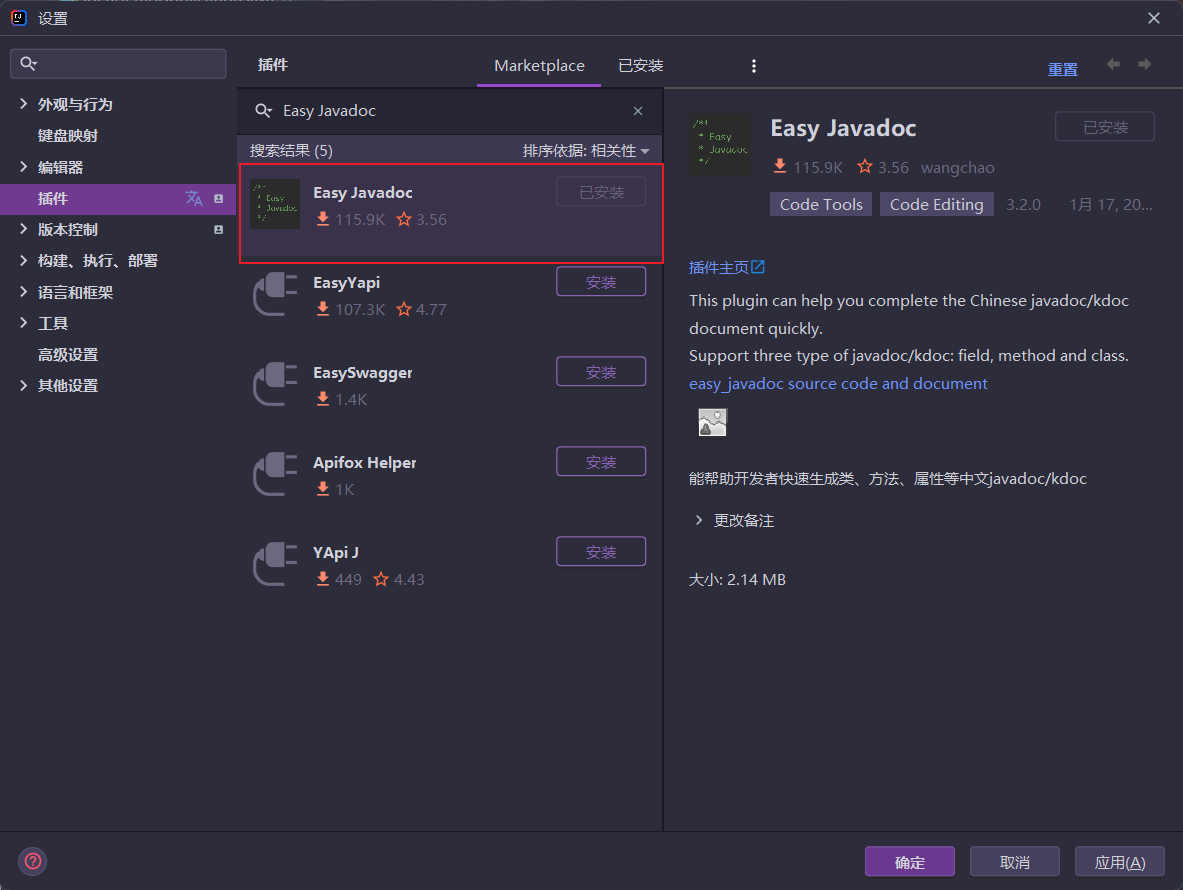 设置
插件
Marketplace
已安装
重置
外观与行为
键盘映射
编辑器
插件
版本控制
构建、执行、部署
语言和框架
工具
高级设置
其他设置
Easy Javadoc
搜索结果 (5)
排序依据: 相关性
/**
* Easy
* Javadoc
*/
Easy Javadoc
已安装
115.9K 3.56
EasyYapi
安装
107.3K 4.77
EasySwagger
安装
1.4K
Apifox Helper
安装
1K
YApi J
安装
449 4.43
/**
* Easy
* Javadoc
*/
Easy Javadoc
已安装
115.9K 3.56 wangchao
Code Tools Code Editing 3.2.0 1月 17, 20...
插件主页
This plugin can help you complete the Chinese javadoc/kdoc
document quickly.
Support three type of javadoc/kdoc: field, method and class.
easy_javadoc source code and document
能帮助开发者快速生成类、方法、属性等中文javadoc/kdoc
更改备注
大小: 2.14 MB
?
确定
取消
应用(A)